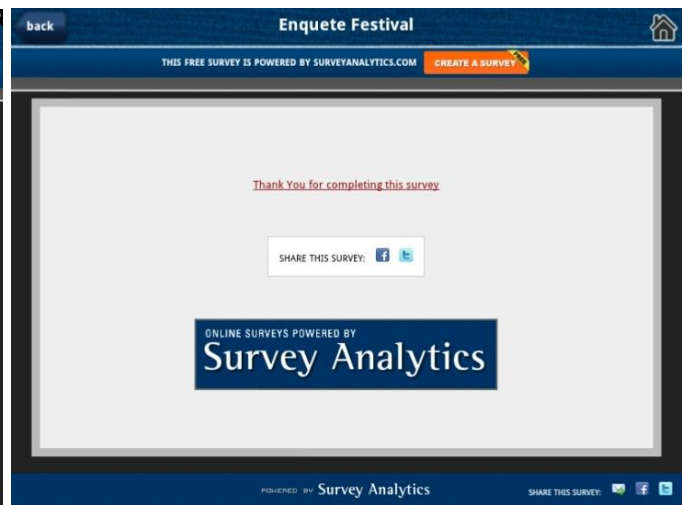 back
Enquete Festival
THIS FREE SURVEY IS POWERED BY SURVEYANALYTICS.COM
CREATE A SURVEY
Thank You for completing this survey
SHARE THIS SURVEY:
ONLINE SURVEYS POWERED BY
Survey Analytics
POWERED BY Survey Analytics
SHARE THIS SURVEY: